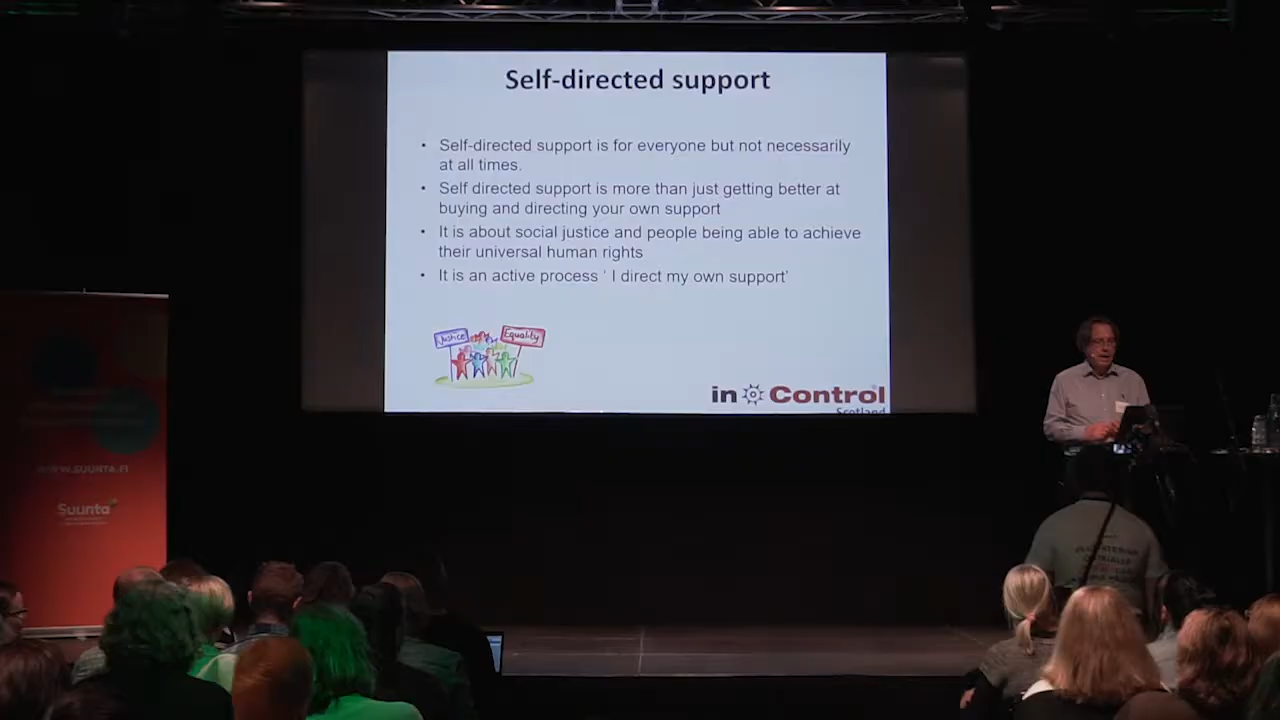 Self-directed support
• Self-directed support is for everyone but not necessarily
at all times.
• Self directed support is more than just getting better at
buying and directing your own support
• It is about social justice and people being able to achieve
their universal human rights
• It is an active process ‘ I direct my own support’
Justice
Equality
in Control
Scotland
WWW.SUUNTA.FI
Suunta